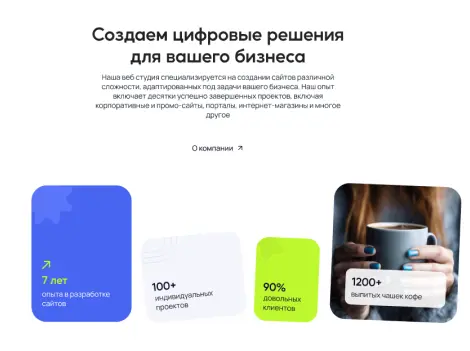 Создаем цифровые решения
для вашего бизнеса
Наша веб студия специализируется на создании сайтов различной
сложности, адаптированных под задачи вашего бизнеса. Наш опыт
включает десятки успешно завершенных проектов, включая
корпоративные и промо-сайты, порталы, интернет-магазины и многое
другое
О компании ↗
7 лет
опыта в разработке
сайтов
100+
индивидуальных
проектов
90%
довольных
клиентов
1200+
выпитых чашек кофе